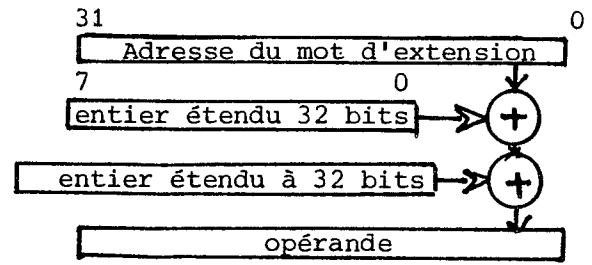 31 0
Adresse du mot d'extension
7 0
entier étendu 32 bits
+
entier étendu à 32 bits
+
opérande